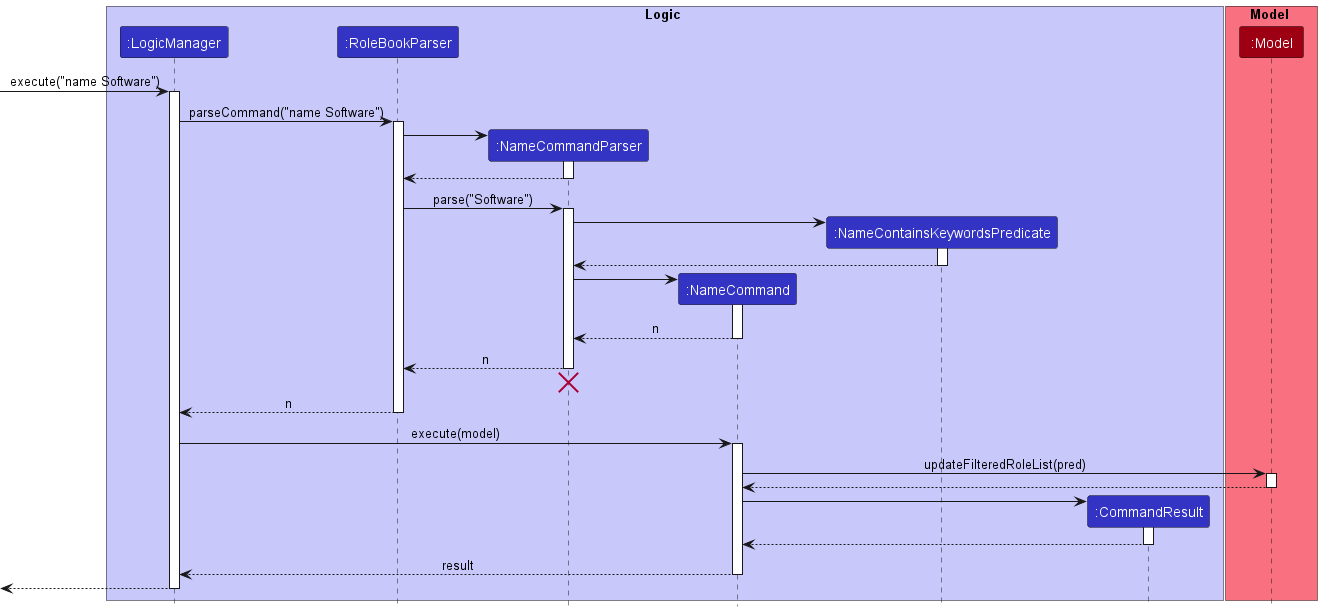 Logic
Model
:LogicManager
:RoleBookParser
:Model
execute("name Software")
parseCommand("name Software")
:NameCommandParser
parse("Software")
:NameContainsKeywordsPredicate
:NameCommand
n
n
n
execute(model)
updateFilteredRoleList(pred)
:CommandResult
result